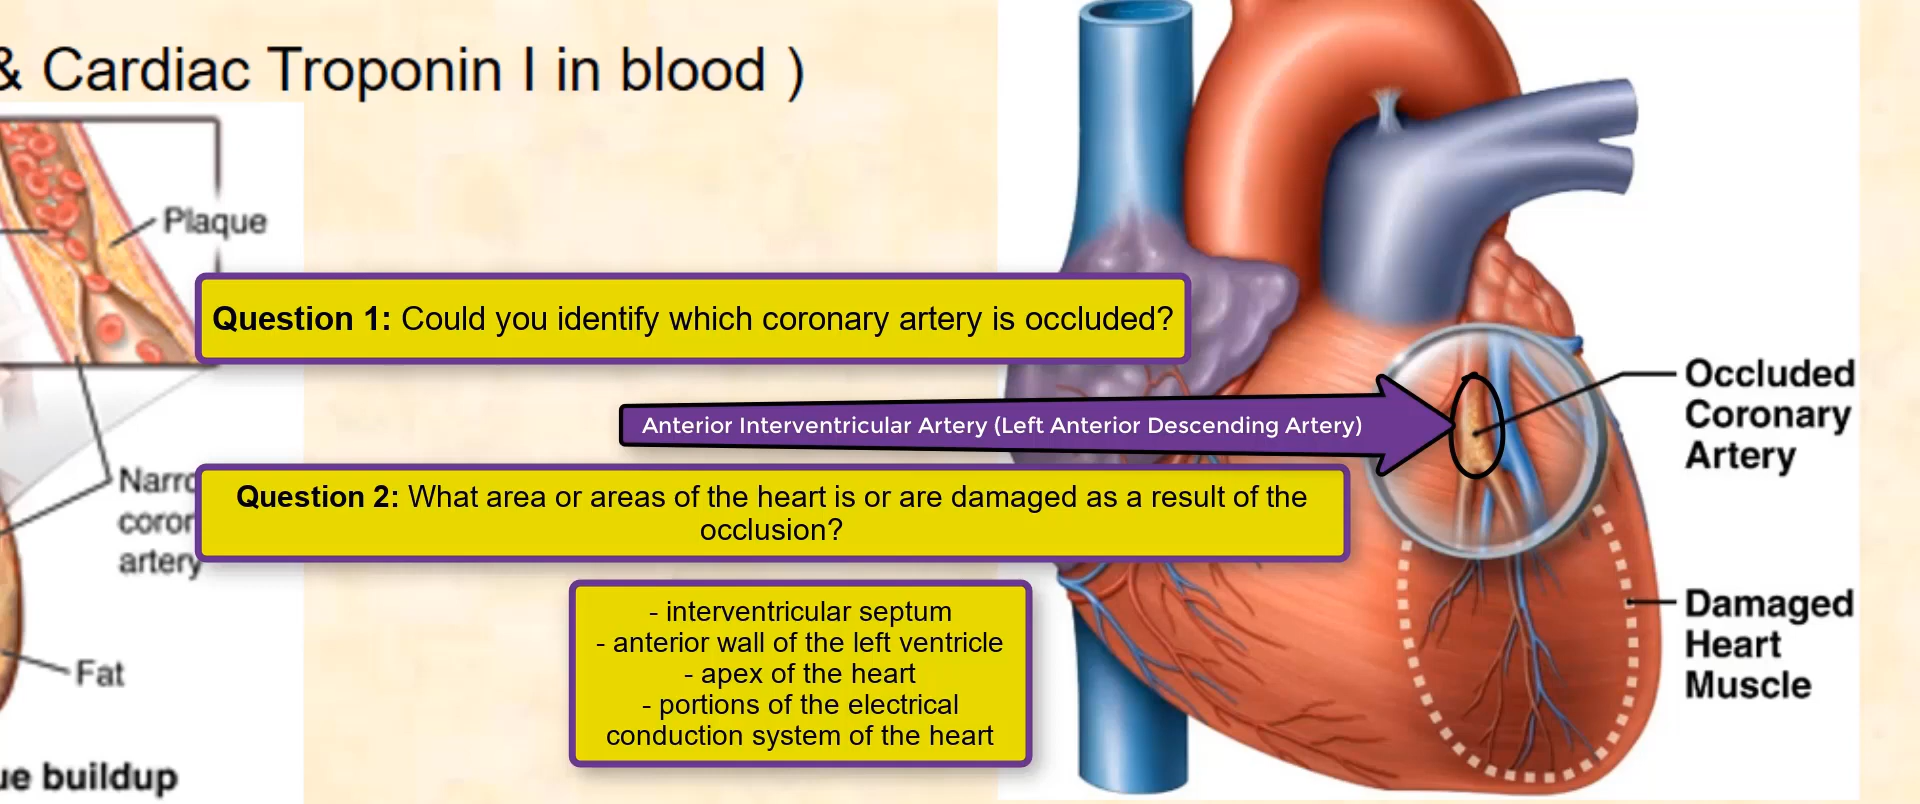 & Cardiac Troponin I in blood )
Plaque
Question 1: Could you identify which coronary artery is occluded?
Occluded
Coronary
Artery
Anterior Interventricular Artery (Left Anterior Descending Artery)
Narro
coror
artery
Question 2: What area or areas of the heart is or are damaged as a result of the
occlusion?
- interventricular septum
- anterior wall of the left ventricle
- apex of the heart
- portions of the electrical
conduction system of the heart
Damaged
Heart
Muscle
Fat
ue buildup